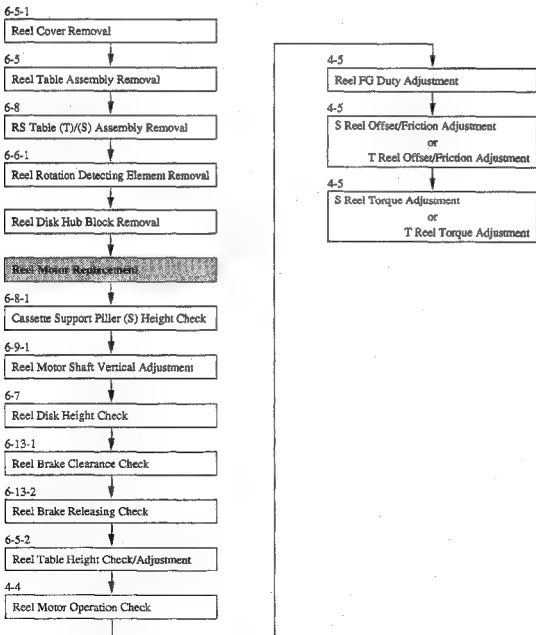 6-5-1
Reel Cover Removal
6-5
Reel Table Assembly Removal
6-8
RS Table (T)/(S) Assembly Removal
6-6-1
Reel Rotation Detecting Element Removal
Reel Disk Hub Block Removal
Reel Motor Replacement
6-8-1
Cassette Support Piller (S) Height Check
6-9-1
Reel Motor Shaft Vertical Adjustment
6-7
Reel Disk Height Check
6-13-1
Reel Brake Clearance Check
6-13-2
Reel Brake Releasing Check
6-5-2
Reel Table Height Check/Adjustment
4-4
Reel Motor Operation Check
4-5
Reel FG Duty Adjustment
4-5
S Reel Offset/Friction Adjustment
or
T Reel Offset/Friction Adjustment
4-5
S Reel Torque Adjustment
or
T Reel Torque Adjustment